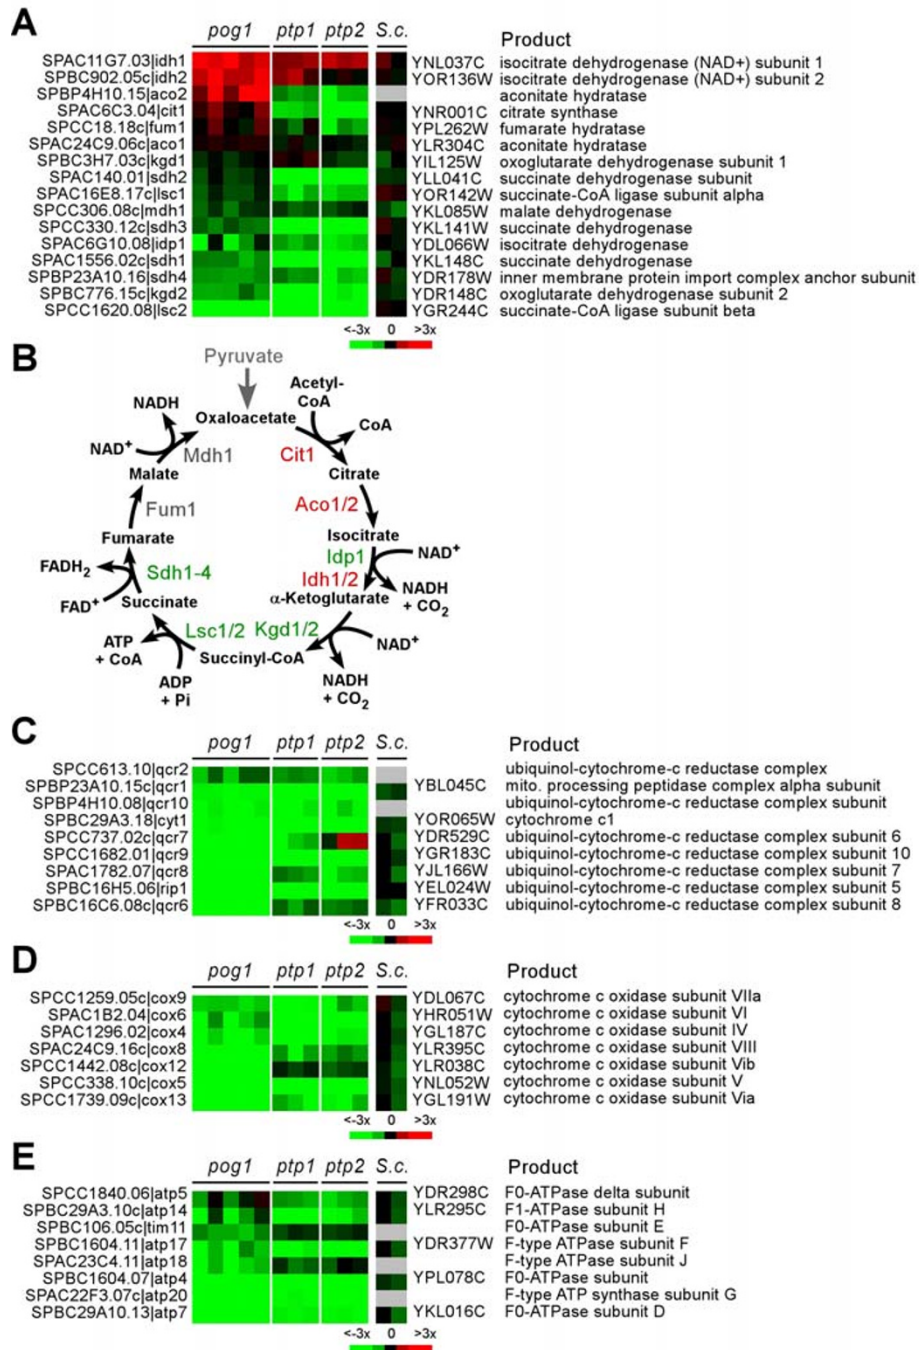 A
pog1 ptp1 ptp2 S.c. Product
SPAC11G7.03|idh1 YNL037C isocitrate dehydrogenase (NAD+) subunit 1
SPBC902.05c|idh2 YOR136W isocitrate dehydrogenase (NAD+) subunit 2
SPBP4H10.15|aco2 aconitate hydratase
SPAC6C3.04|cit1 YNR001C citrate synthase
SPCC18.18c|fum1 YPL262W fumarate hydratase
SPAC24C9.06c|aco1 YLR304C aconitate hydratase
SPBC3H7.03c|kgd1 YIL125W oxoglutarate dehydrogenase subunit 1
SPAC140.01|sdh2 YLL041C succinate dehydrogenase subunit
SPAC16E8.17c|lsc1 YOR142W succinate-CoA ligase subunit alpha
SPCC306.08c|mdh1 YKL085W malate dehydrogenase
SPCC330.12c|sdh3 YKL141W succinate dehydrogenase
SPAC6G10.08|idp1 YDL066W isocitrate dehydrogenase
SPAC1556.02c|sdh1 YKL148C succinate dehydrogenase
SPBP23A10.16|sdh4 YDR178W inner membrane protein import complex anchor subunit
SPBC776.15c|kgd2 YDR148C oxoglutarate dehydrogenase subunit 2
SPCC1620.08|lsc2 YGR244C succinate-CoA ligase subunit beta
<-3x 0 >3x
B
Pyruvate
Acetyl-
CoA
NADH
Oxaloacetate
CoA
NAD+
Mdh1
Cit1
Malate
Citrate
Fum1
Aco1/2
Fumarate
Isocitrate
Idp1
NAD+
FADH2
Sdh1-4
Idh1/2
NADH
+ CO2
FAD+
Succinate
α-Ketoglutarate
Lsc1/2
Kgd1/2
ATP
+ CoA
NAD+
Succinyl-CoA
ADP
+ Pi
NADH
+ CO2
C
pog1 ptp1 ptp2 S.c. Product
SPCC613.10|qcr2 ubiquinol-cytochrome-c reductase complex
SPBP23A10.15c|qcr1 YBL045C mito. processing peptidase complex alpha subunit
SPBP4H10.08|qcr10 ubiquinol-cytochrome-c reductase complex subunit
SPBC29A3.18|cyt1 YOR065W cytochrome c1
SPCC737.02c|qcr7 YDR529C ubiquinol-cytochrome-c reductase complex subunit 6
SPCC1682.01|qcr9 YGR183C ubiquinol-cytochrome-c reductase complex subunit 10
SPAC1782.07|qcr8 YJL166W ubiquinol-cytochrome-c reductase complex subunit 7
SPBC16H5.06|rip1 YEL024W ubiquinol-cytochrome-c reductase complex subunit 5
SPBC16C6.08c|qcr6 YFR033C ubiquinol-cytochrome-c reductase complex subunit 8
<-3x 0 >3x
D
pog1 ptp1 ptp2 S.c. Product
SPCC1259.05c|cox9 YDL067C cytochrome c oxidase subunit VIIa
SPAC1B2.04|cox6 YHR051W cytochrome c oxidase subunit VI
SPAC1296.02|cox4 YGL187C cytochrome c oxidase subunit IV
SPAC24C9.16c|cox8 YLR395C cytochrome c oxidase subunit VIII
SPCC1442.08c|cox12 YLR038C cytochrome c oxidase subunit Vib
SPCC338.10c|cox5 YNL052W cytochrome c oxidase subunit V
SPCC1739.09c|cox13 YGL191W cytochrome c oxidase subunit Via
<-3x 0 >3x
E
pog1 ptp1 ptp2 S.c. Product
SPCC1840.06|atp5 YDR298C F0-ATPase delta subunit
SPBC29A3.10c|atp14 YLR295C F1-ATPase subunit H
SPBC106.05c|tim11 F0-ATPase subunit E
SPBC1604.11|atp17 YDR377W F-type ATPase subunit F
SPAC23C4.11|atp18 F-type ATPase subunit J
SPBC1604.07|atp4 YPL078C F0-ATPase subunit
SPAC22F3.07c|atp20 F-type ATP synthase subunit G
SPBC29A10.13|atp7 YKL016C F0-ATPase subunit D
<-3x 0 >3x